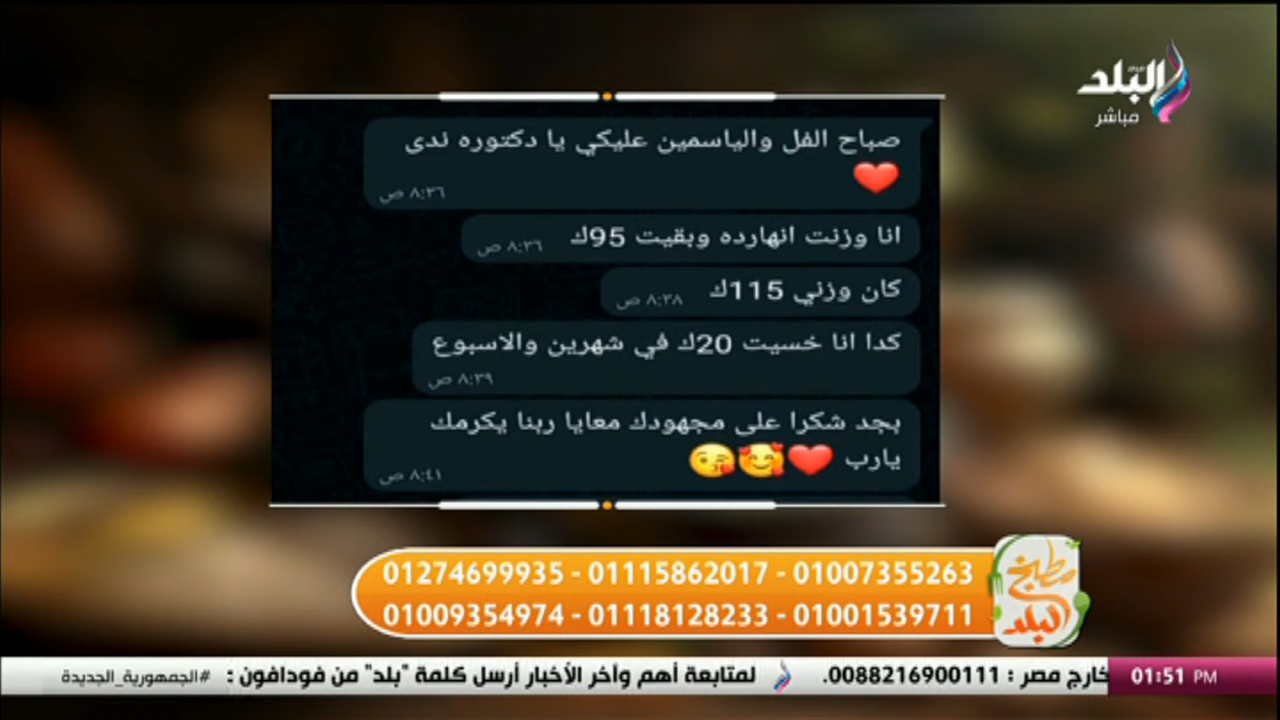 صدى
البلد
مباشر
صباح الفل والياسمين عليكي يا دكتوره ندى
❤️
٨:٣٦ ص
انا وزنت انهارده وبقيت 95ك
٨:٣٦ ص
كان وزني 115ك
٨:٣٨ ص
كدا انا خسيت 20ك في شهرين والاسبوع
٨:٣٩ ص
بجد شكرا على مجهودك معايا ربنا يكرمك
يارب ❤️🥰😘
٨:٤١ ص
01274699935 - 01115862017 - 01007355263
01009354974 - 01118128233 - 01001539711
مطبخ
البلد
خارج مصر : 0088216900111.
لمتابعة أهم وآخر الأخبار أرسل كلمة "بلد" من فودافون :
#الجمهورية_الجديدة
01:51 PM